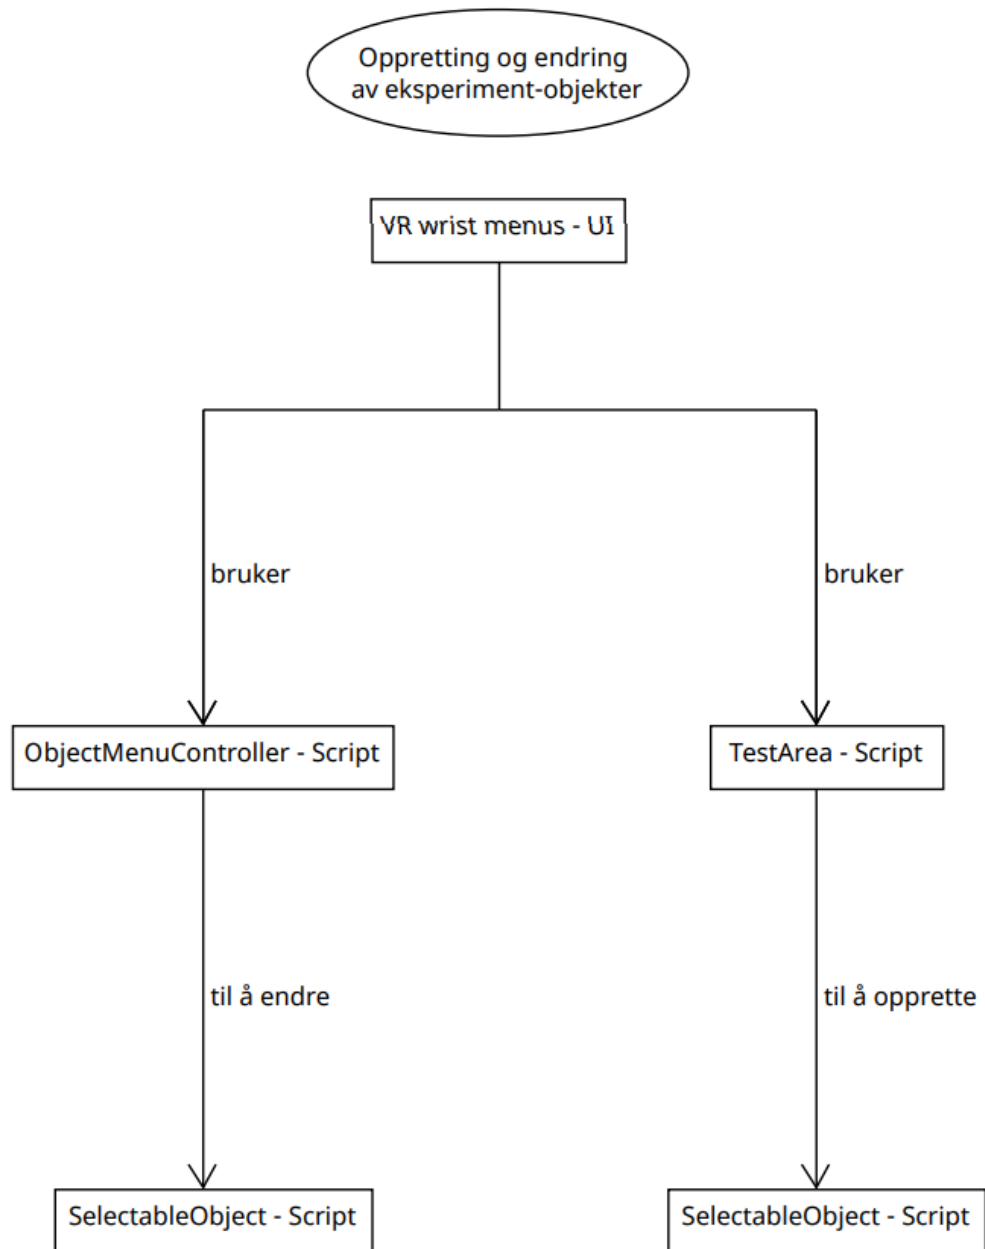 Oppretting og endring
av eksperiment-objekter
VR wrist menus - UI
bruker
bruker
ObjectMenuController - Script
TestArea - Script
til å endre
til å opprette
SelectableObject - Script
SelectableObject - Script